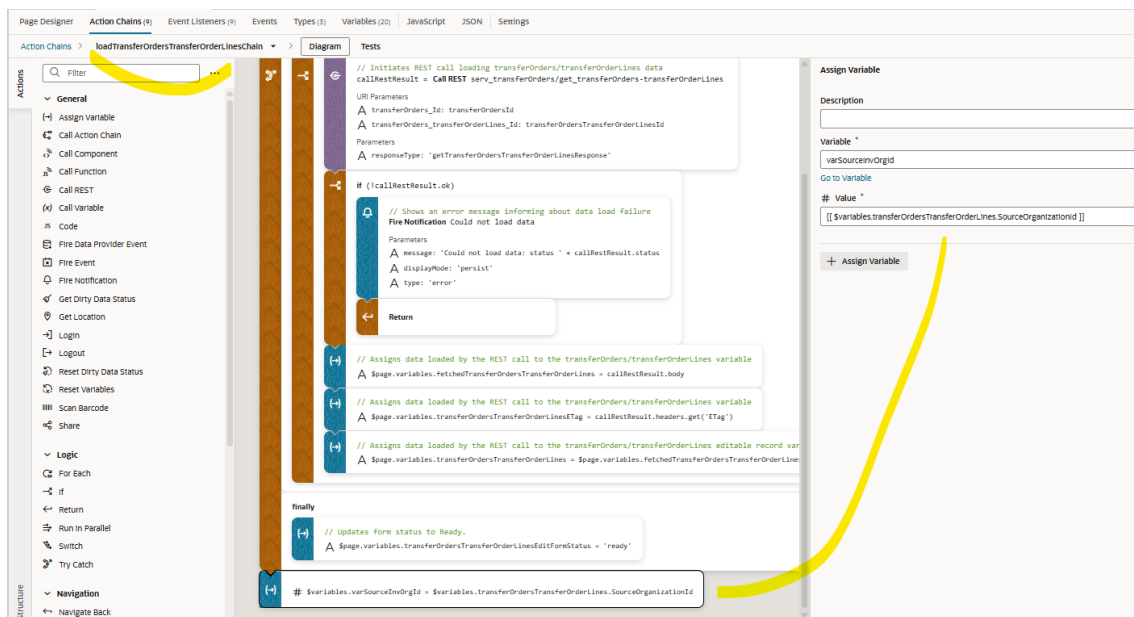 Page Designer Action Chains (9) Event Listeners (9) Events Types (3) Variables (20) JavaScript JSON Settings
Action Chains > loadTransferOrdersTransferOrderLinesChain > Diagram Tests
Actions
Filter
General
Assign Variable
Call Action Chain
Call Component
Call Function
Call REST
(x) Call Variable
JS Code
Fire Data Provider Event
Fire Event
Fire Notification
Get Dirty Data Status
Get Location
Login
Logout
Reset Dirty Data Status
Reset Variables
Scan Barcode
Share
Logic
For Each
If
Return
Run In Parallel
Switch
Try Catch
Navigation
Navigate Back
// Initiates REST call loading transferOrders/transferOrderLines data
callRestResult = Call REST serv_transferOrders/get_transferOrders-transferOrderLines
URI Parameters
A transferOrders_Id: transferOrdersId
A transferOrders_transferOrderLines_Id: transferOrdersTransferOrderLinesId
Parameters
A responseType: 'getTransferOrdersTransferOrderLinesResponse'
if (!callRestResult.ok)
// Shows an error message informing about data load failure
Fire Notification Could not load data
Parameters
A message: 'Could not load data: status ' + callRestResult.status
A displayMode: 'persist'
A type: 'error'
Return
// Assigns data loaded by the REST call to the transferOrders/transferOrderLines variable
A $page.variables.fetchedTransferOrdersTransferOrderLines = callRestResult.body
// Assigns data loaded by the REST call to the transferOrders/transferOrderLines variable
A $page.variables.transferOrdersTransferOrderLinesETag = callRestResult.headers.get('ETag')
// Assigns data loaded by the REST call to the transferOrders/transferOrderLines editable record var
A $page.variables.transferOrdersTransferOrderLines = $page.variables.fetchedTransferOrdersTransferOrderLines
finally
// Updates form status to Ready.
A $page.variables.transferOrdersTransferOrderLinesEditFormStatus = 'ready'
# $variables.varSourceInvOrgId = $variables.transferOrdersTransferOrderLines.SourceOrganizationId
Assign Variable
Description
Variable *
varSourceInvOrgId
Go to Variable
# Value *
[[ $variables.transferOrdersTransferOrderLines.SourceOrganizationId ]]
+ Assign Variable